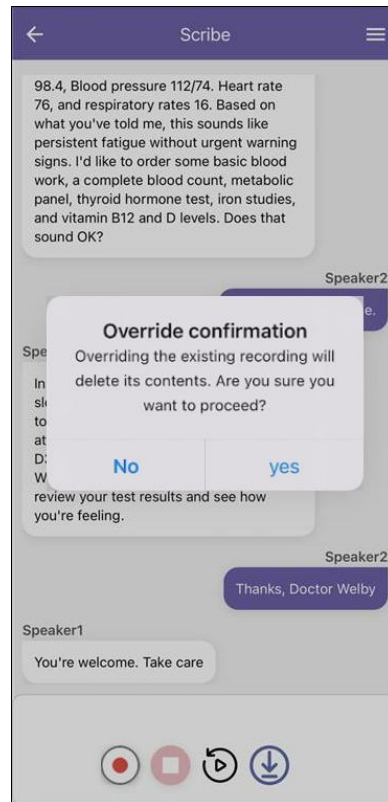 Scribe
98.4, Blood pressure 112/74. Heart rate
76, and respiratory rates 16. Based on
what you've told me, this sounds like
persistent fatigue without urgent warning
signs. I'd like to order some basic blood
work, a complete blood count, metabolic
panel, thyroid hormone test, iron studies,
and vitamin B12 and D levels. Does that
sound OK?
Speaker2
Override confirmation
Overriding the existing recording will
delete its contents. Are you sure you
want to proceed?
No
yes
review your test results and see how
you're feeling.
Speaker2
Thanks, Doctor Welby
Speaker1
You're welcome. Take care